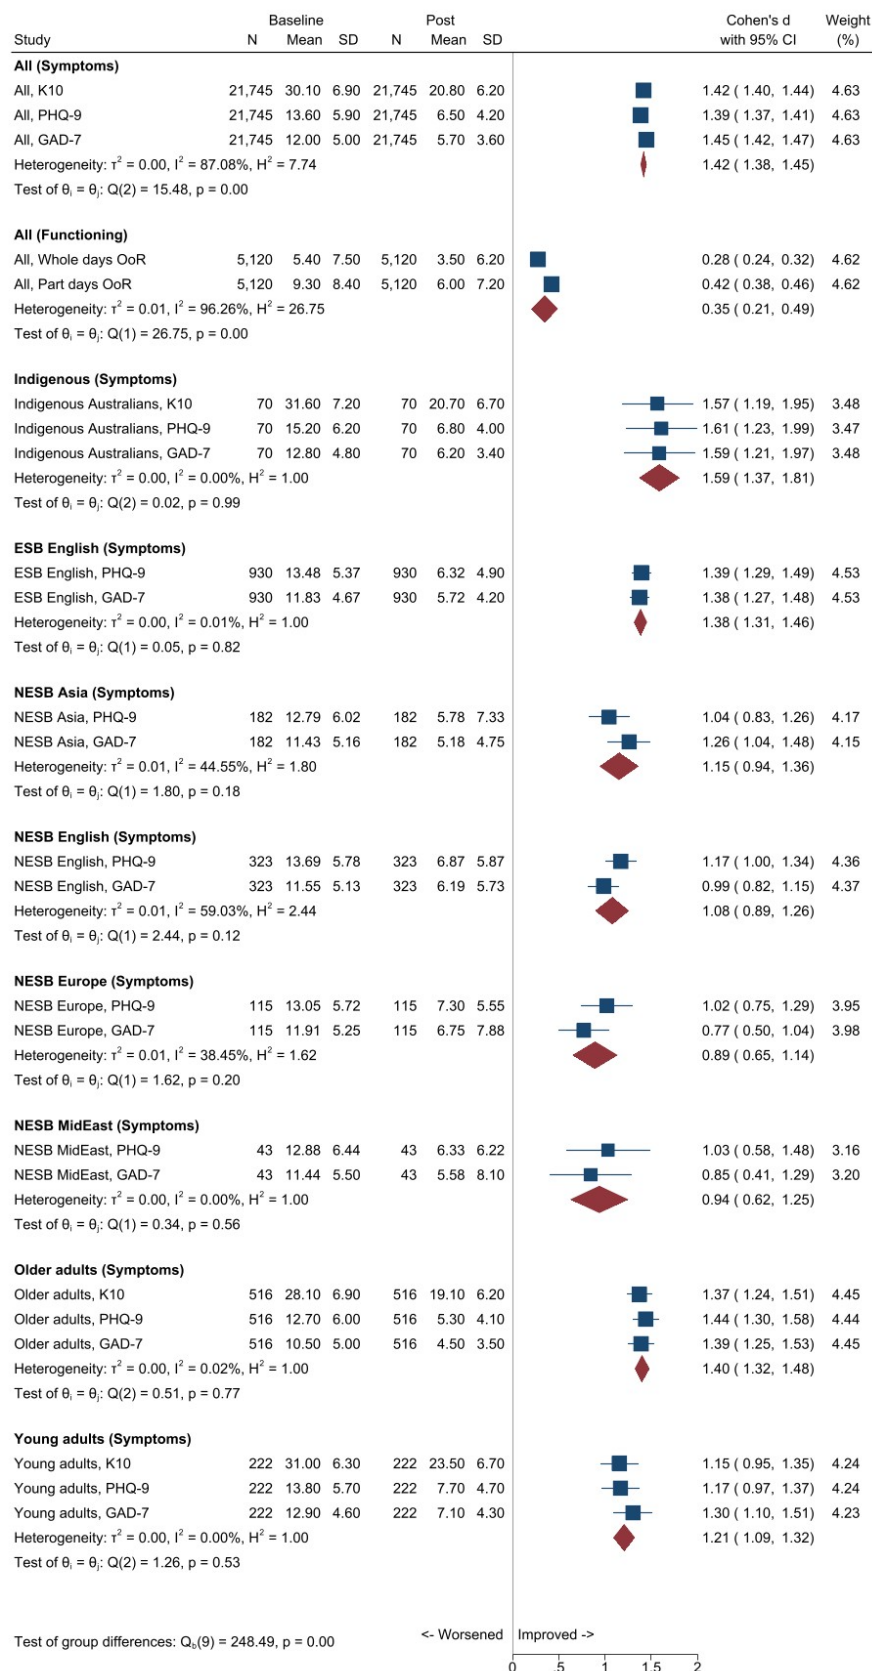 Baseline Post Cohen's d Weight
Study N Mean SD N Mean SD with 95% CI (%)
All (Symptoms)
All, K10 21,745 30.10 6.90 21,745 20.80 6.20 1.42 ( 1.40, 1.44) 4.63
All, PHQ-9 21,745 13.60 5.90 21,745 6.50 4.20 1.39 ( 1.37, 1.41) 4.63
All, GAD-7 21,745 12.00 5.00 21,745 5.70 3.60 1.45 ( 1.42, 1.47) 4.63
Heterogeneity: τ² = 0.00, I² = 87.08%, H² = 7.74 1.42 ( 1.38, 1.45)
Test of θᵢ = θⱼ: Q(2) = 15.48, p = 0.00
All (Functioning)
All, Whole days OoR 5,120 5.40 7.50 5,120 3.50 6.20 0.28 ( 0.24, 0.32) 4.62
All, Part days OoR 5,120 9.30 8.40 5,120 6.00 7.20 0.42 ( 0.38, 0.46) 4.62
Heterogeneity: τ² = 0.01, I² = 96.26%, H² = 26.75 0.35 ( 0.21, 0.49)
Test of θᵢ = θⱼ: Q(1) = 26.75, p = 0.00
Indigenous (Symptoms)
Indigenous Australians, K10 70 31.60 7.20 70 20.70 6.70 1.57 ( 1.19, 1.95) 3.48
Indigenous Australians, PHQ-9 70 15.20 6.20 70 6.80 4.00 1.61 ( 1.23, 1.99) 3.47
Indigenous Australians, GAD-7 70 12.80 4.80 70 6.20 3.40 1.59 ( 1.21, 1.97) 3.48
Heterogeneity: τ² = 0.00, I² = 0.00%, H² = 1.00 1.59 ( 1.37, 1.81)
Test of θᵢ = θⱼ: Q(2) = 0.02, p = 0.99
ESB English (Symptoms)
ESB English, PHQ-9 930 13.48 5.37 930 6.32 4.90 1.39 ( 1.29, 1.49) 4.53
ESB English, GAD-7 930 11.83 4.67 930 5.72 4.20 1.38 ( 1.27, 1.48) 4.53
Heterogeneity: τ² = 0.00, I² = 0.01%, H² = 1.00 1.38 ( 1.31, 1.46)
Test of θᵢ = θⱼ: Q(1) = 0.05, p = 0.82
NESB Asia (Symptoms)
NESB Asia, PHQ-9 182 12.79 6.02 182 5.78 7.33 1.04 ( 0.83, 1.26) 4.17
NESB Asia, GAD-7 182 11.43 5.16 182 5.18 4.75 1.26 ( 1.04, 1.48) 4.15
Heterogeneity: τ² = 0.01, I² = 44.55%, H² = 1.80 1.15 ( 0.94, 1.36)
Test of θᵢ = θⱼ: Q(1) = 1.80, p = 0.18
NESB English (Symptoms)
NESB English, PHQ-9 323 13.69 5.78 323 6.87 5.87 1.17 ( 1.00, 1.34) 4.36
NESB English, GAD-7 323 11.55 5.13 323 6.19 5.73 0.99 ( 0.82, 1.15) 4.37
Heterogeneity: τ² = 0.01, I² = 59.03%, H² = 2.44 1.08 ( 0.89, 1.26)
Test of θᵢ = θⱼ: Q(1) = 2.44, p = 0.12
NESB Europe (Symptoms)
NESB Europe, PHQ-9 115 13.05 5.72 115 7.30 5.55 1.02 ( 0.75, 1.29) 3.95
NESB Europe, GAD-7 115 11.91 5.25 115 6.75 7.88 0.77 ( 0.50, 1.04) 3.98
Heterogeneity: τ² = 0.01, I² = 38.45%, H² = 1.62 0.89 ( 0.65, 1.14)
Test of θᵢ = θⱼ: Q(1) = 1.62, p = 0.20
NESB MidEast (Symptoms)
NESB MidEast, PHQ-9 43 12.88 6.44 43 6.33 6.22 1.03 ( 0.58, 1.48) 3.16
NESB MidEast, GAD-7 43 11.44 5.50 43 5.58 8.10 0.85 ( 0.41, 1.29) 3.20
Heterogeneity: τ² = 0.00, I² = 0.00%, H² = 1.00 0.94 ( 0.62, 1.25)
Test of θᵢ = θⱼ: Q(1) = 0.34, p = 0.56
Older adults (Symptoms)
Older adults, K10 516 28.10 6.90 516 19.10 6.20 1.37 ( 1.24, 1.51) 4.45
Older adults, PHQ-9 516 12.70 6.00 516 5.30 4.10 1.44 ( 1.30, 1.58) 4.44
Older adults, GAD-7 516 10.50 5.00 516 4.50 3.50 1.39 ( 1.25, 1.53) 4.45
Heterogeneity: τ² = 0.00, I² = 0.02%, H² = 1.00 1.40 ( 1.32, 1.48)
Test of θᵢ = θⱼ: Q(2) = 0.51, p = 0.77
Young adults (Symptoms)
Young adults, K10 222 31.00 6.30 222 23.50 6.70 1.15 ( 0.95, 1.35) 4.24
Young adults, PHQ-9 222 13.80 5.70 222 7.70 4.70 1.17 ( 0.97, 1.37) 4.24
Young adults, GAD-7 222 12.90 4.60 222 7.10 4.30 1.30 ( 1.10, 1.51) 4.23
Heterogeneity: τ² = 0.00, I² = 0.00%, H² = 1.00 1.21 ( 1.09, 1.32)
Test of θᵢ = θⱼ: Q(2) = 1.26, p = 0.53
<- Worsened Improved ->
Test of group differences: Q_b(9) = 248.49, p = 0.00
0 .5 1 1.5 2